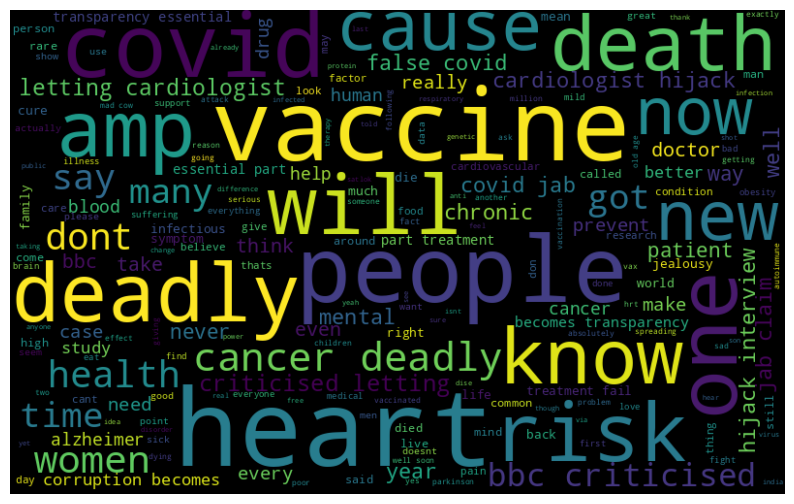 transparency essential
person
rare
show
use
drug
may
last
already
protein
covid
cause
mean
great
thank
exactly
death
man
letting cardiologist
false covid
factor
look
cure
mad cow
support
attack
infected
following
respiratory
million
mild
infection
really
human
cardiologist hijack
actually
reason
going
therapy
sold
data
genetic
ask
old age
shot
bad
public
illness
amp
vaccine
now
doctor
getting
way
well
say
essential part
help
die
cardiovascular
covid jab
called
better
condition
obesity
many
difference
serious
everything
much
someone
anti
another
food
fact
vaccination
got
prevent
research
family
care
please
blood
suffering
give
will
chronic
new
dont
infectious
symptom
believe
think
around
part treatment
don
feel
patient
jealousy
autoimmune
come
taking
brain
bbc
take
change
thats
people
done
vax
hrt
world
make
deadly
yeah
want
isnt
sure
saw
absolutely
spreading
cancer
becomes transparency
one
anyone
case
never
even
mental
right
high
effect
power
seen
study
eat
giving
find
children
cancer deadly
know
treatment fail
sad
son
hear
hijack interview
jab claim
two
health
real
everyone
free
medical
vaccinated
men
criticised letting
dise
life
common
though
problem
love
virus
still
time
cant
good
need
idea
disorder
heart
risk
via
first
thing
fight
alzheimer
point
sick
died
live
doesnt
mind
back
women
yet
dying
every
year
pain
bbc criticised
day
corruption becomes
poor
said
well soon
yes
parkinson
india